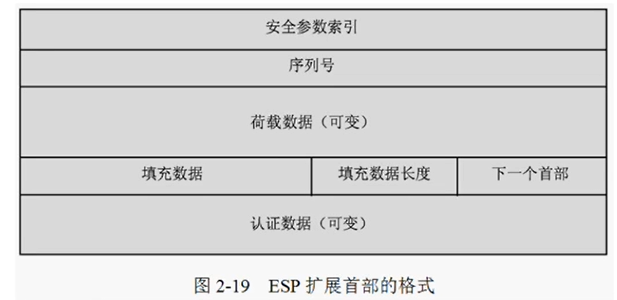 安全参数索引
序列号
荷载数据（可变）
填充数据 填充数据长度 下一个首部
认证数据（可变）
图 2-19 ESP 扩展首部的格式